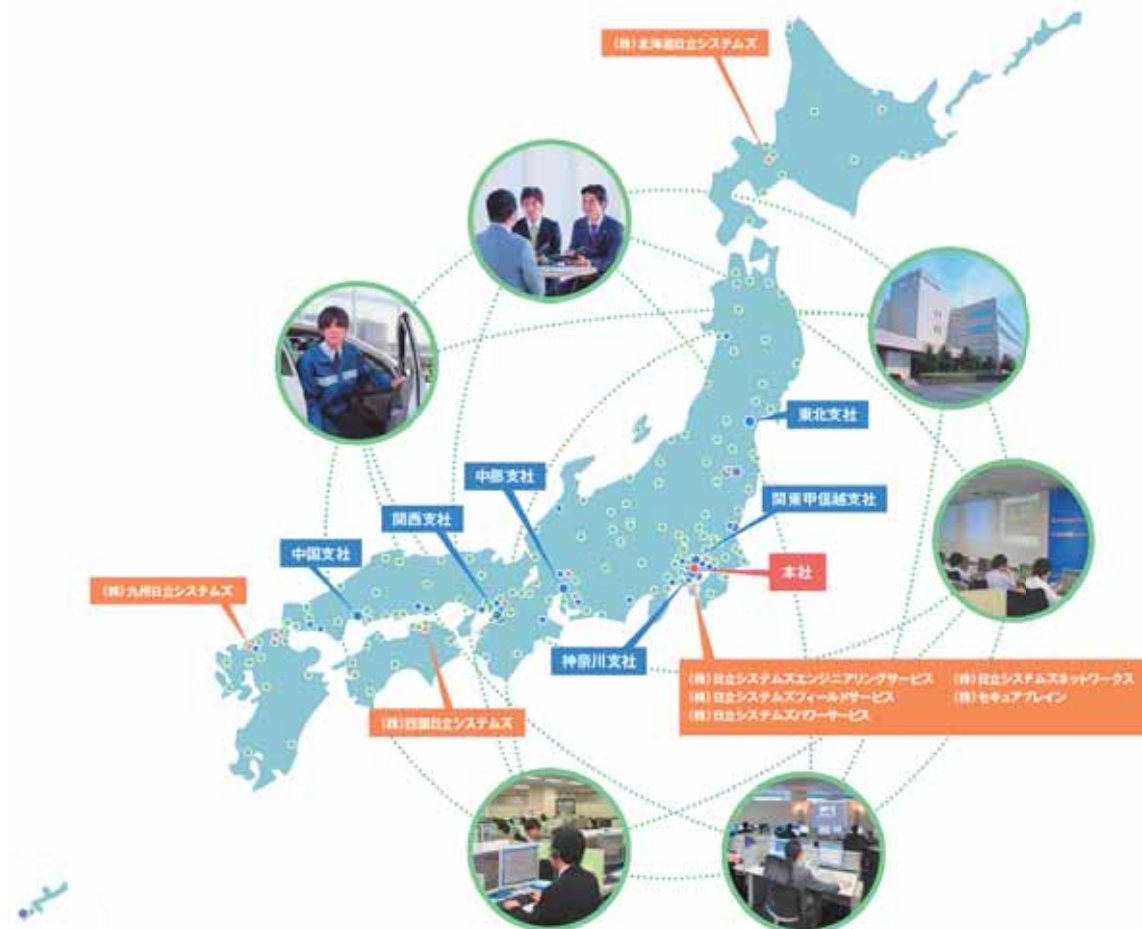 (株)北海道日立システムズ
東北支社
中部支社
関東甲信越支社
関西支社
中国支社
本社
(株)九州日立システムズ
神奈川支社
(株)日立システムズエンジニアリングサービス
(株)日立システムズネットワークス
(株)日立システムズフィールドサービス
(株)セキュアブレイン
(株)日立システムズパワーサービス
(株)四国日立システムズ